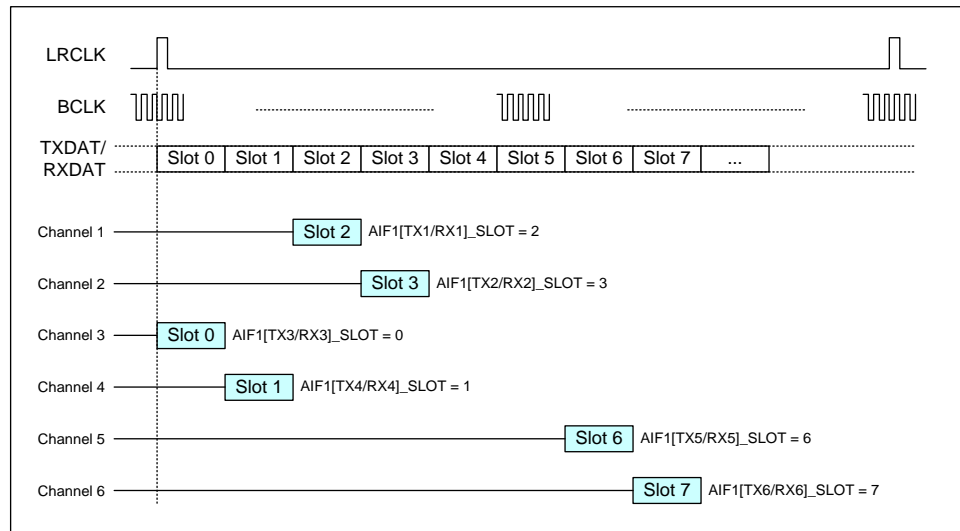 LRCLK
BCLK
TXDAT/
RXDAT
Slot 0 Slot 1 Slot 2 Slot 3 Slot 4 Slot 5 Slot 6 Slot 7 ...
Channel 1 Slot 2 AIF1[TX1/RX1]_SLOT = 2
Channel 2 Slot 3 AIF1[TX2/RX2]_SLOT = 3
Channel 3 Slot 0 AIF1[TX3/RX3]_SLOT = 0
Channel 4 Slot 1 AIF1[TX4/RX4]_SLOT = 1
Channel 5 Slot 6 AIF1[TX5/RX5]_SLOT = 6
Channel 6 Slot 7 AIF1[TX6/RX6]_SLOT = 7